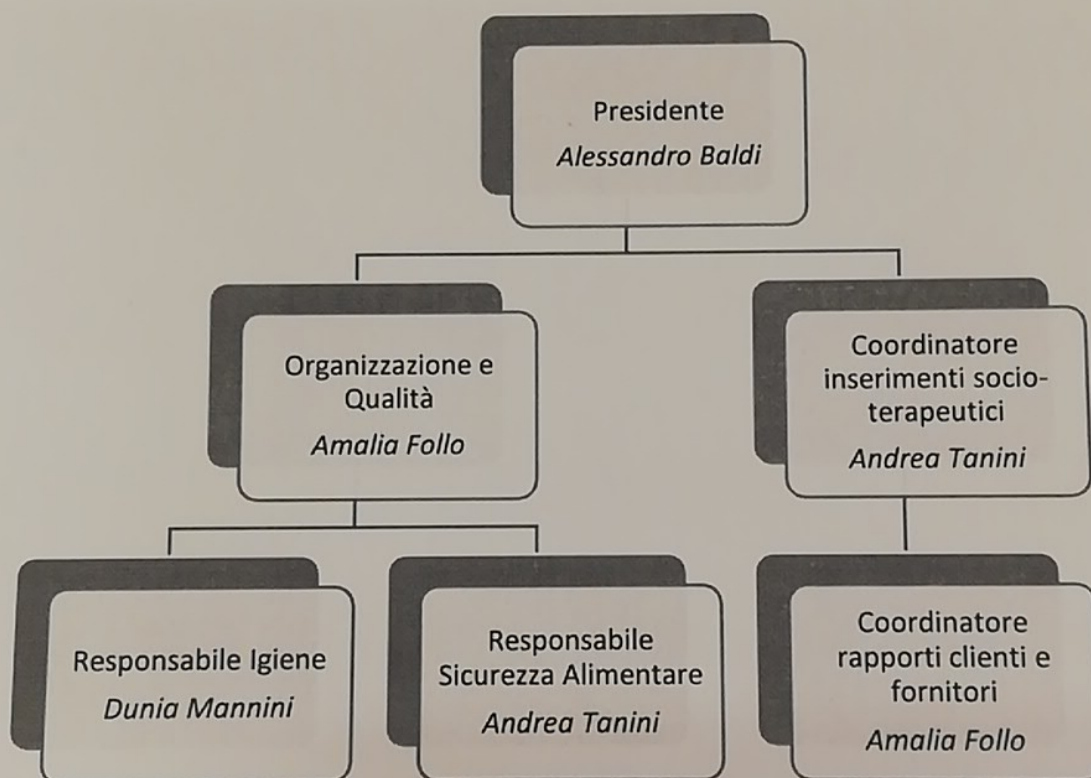 Presidente
Alessandro Baldi
Organizzazione e
Qualità
Amalia Follo
Coordinatore
inserimenti socio-
terapeutici
Andrea Tanini
Responsabile Igiene
Dunia Mannini
Responsabile
Sicurezza Alimentare
Andrea Tanini
Coordinatore
rapporti clienti e
fornitori
Amalia Follo